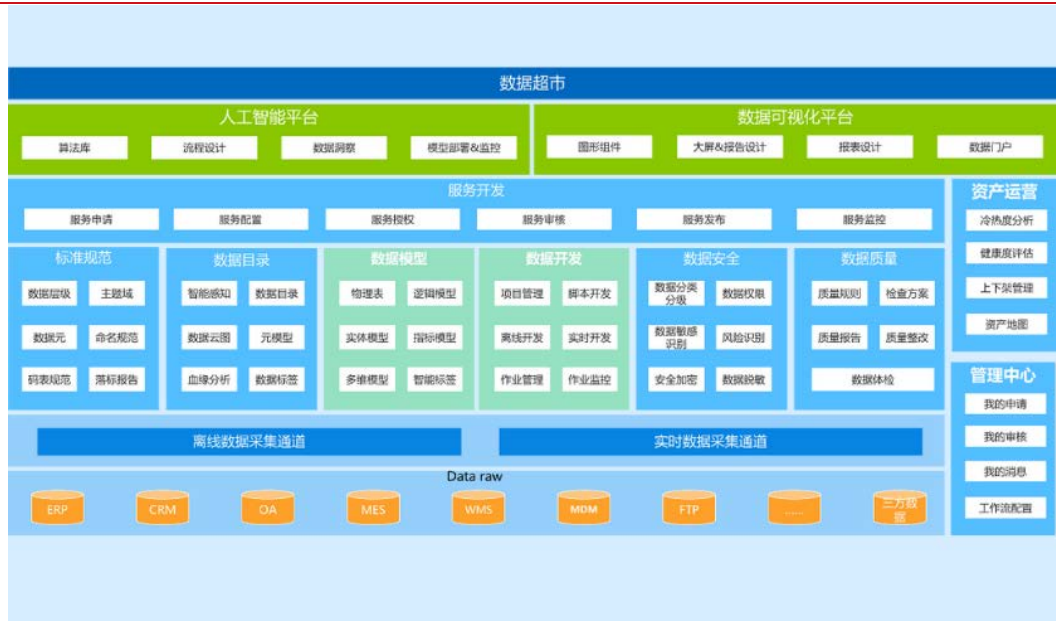 数据超市
人工智能平台
算法库
流程设计
数据洞察
模型部署&监控
数据可视化平台
图形组件
大屏&报告设计
报表设计
数据门户
服务开发
服务申请
服务配置
服务授权
服务审核
服务发布
服务监控
标准规范
数据层级
主题域
数据元
命名规范
码表规范
落标报告
数据目录
智能感知
数据目录
数据云图
元模型
血缘分析
数据标签
数据模型
物理表
逻辑模型
实体模型
指标模型
多维模型
智能标签
数据开发
项目管理
脚本开发
离线开发
实时开发
作业管理
作业监控
数据安全
数据分类
分级
数据权限
数据敏感
识别
风险识别
安全加密
数据脱敏
数据质量
质量规则
检查方案
质量报告
质量整改
数据体检
资产运营
冷热度分析
健康度评估
上下架管理
资产地图
管理中心
我的申请
我的审核
我的消息
工作流配置
离线数据采集通道
实时数据采集通道
Data raw
ERP
CRM
OA
MES
WMS
MDM
FTP
......
三方数
据